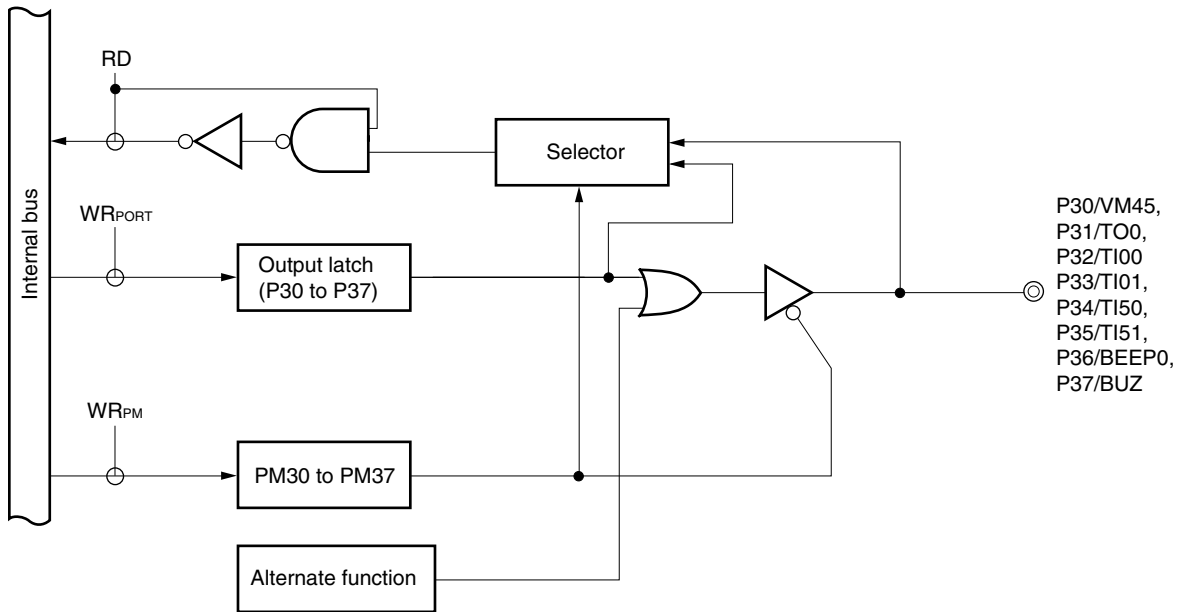 RD
Selector
Internal bus
WRPORT
Output latch
(P30 to P37)
P30/VM45,
P31/TO0,
P32/TI00
P33/TI01,
P34/TI50,
P35/TI51,
P36/BEEP0,
P37/BUZ
WRPM
PM30 to PM37
Alternate function